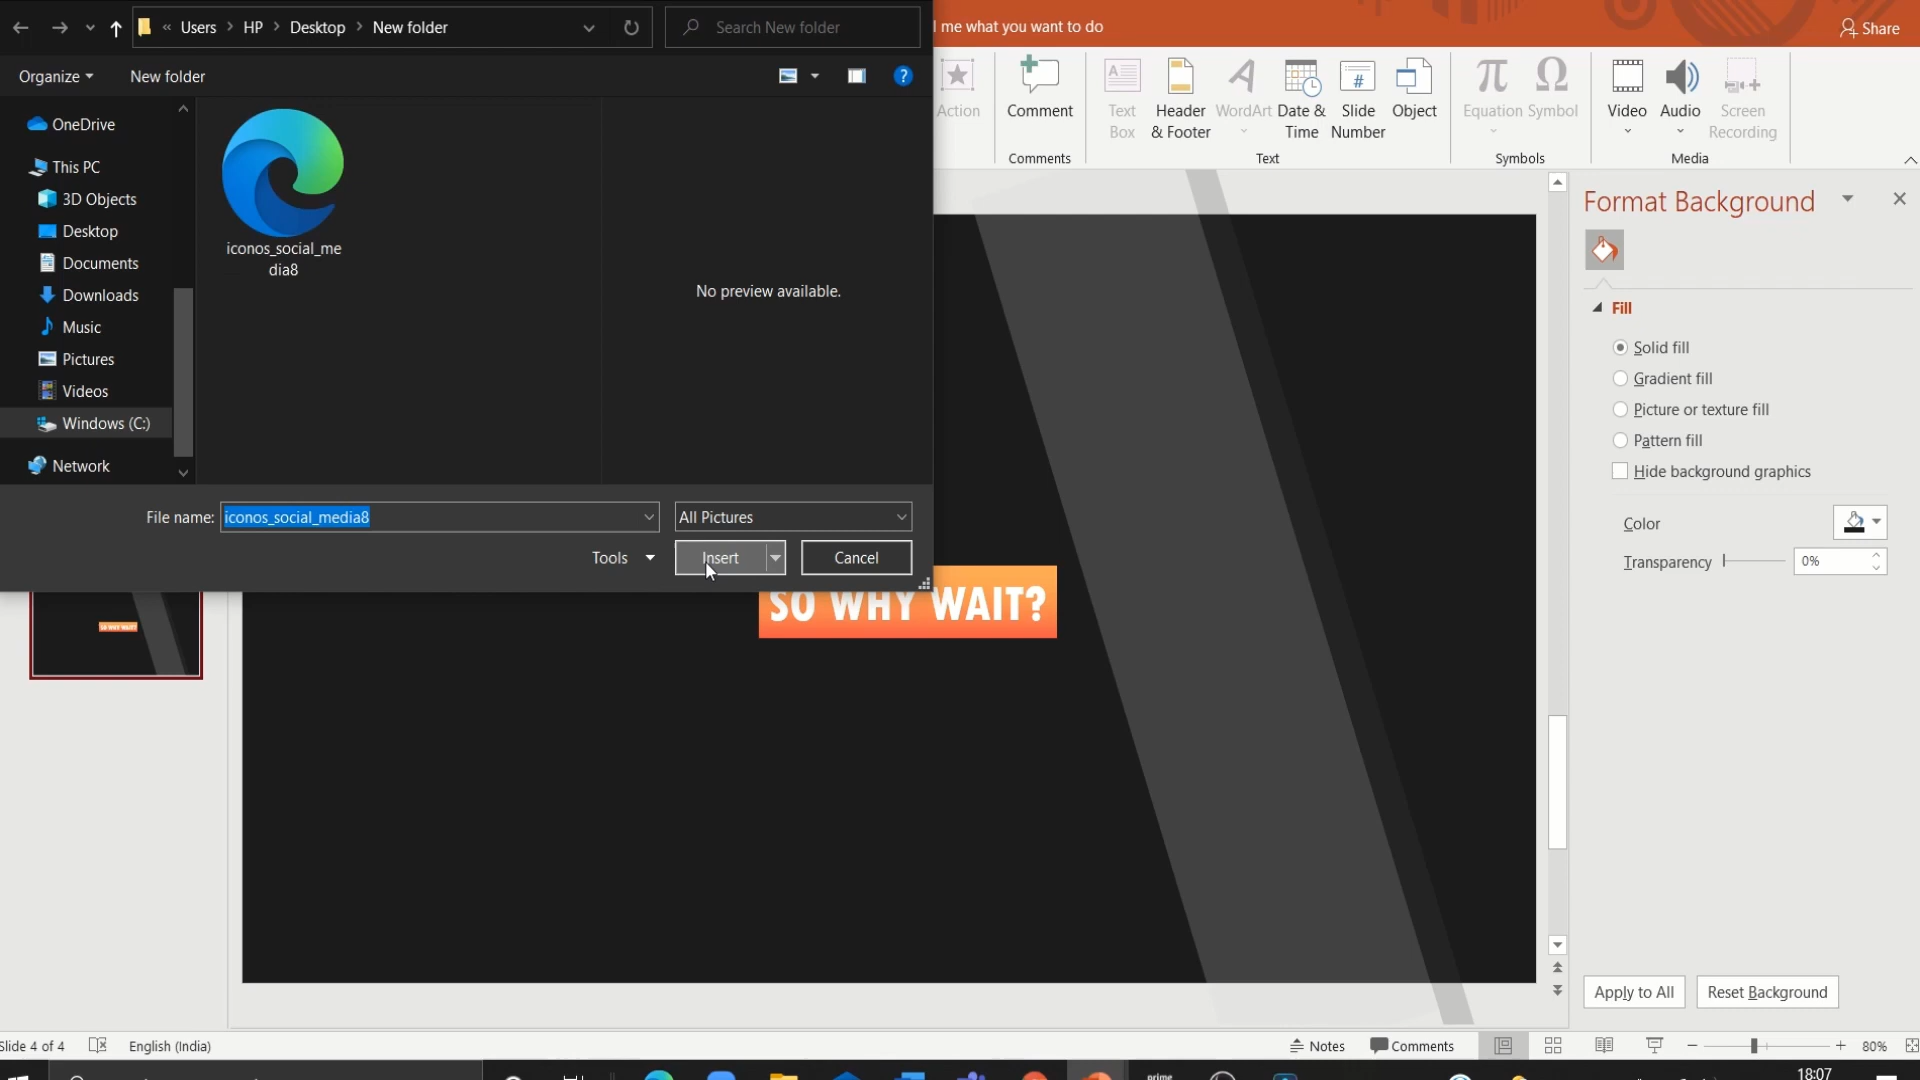 « Users > HP > Desktop > New folder
Search New folder
me what you want to do
Share
Organize
New folder
Action
Comment
Text Box
Header & Footer
WordArt
Date & Time
Slide Number
Object
Equation
Symbol
Video
Audio
Screen Recording
Comments
Text
Symbols
Media
OneDrive
This PC
3D Objects
Desktop
Documents
Downloads
Music
Pictures
Videos
Windows (C:)
Network
iconos_social_me
dia8
No preview available.
File name: iconos_social_media8
All Pictures
Tools
Insert
Cancel
SO WHY WAIT?
SO WHY WAIT?
Format Background
Fill
Solid fill
Gradient fill
Picture or texture fill
Pattern fill
Hide background graphics
Color
Transparency
0%
Apply to All
Reset Background
Slide 4 of 4
English (India)
Notes
Comments
80%
prime
18:07